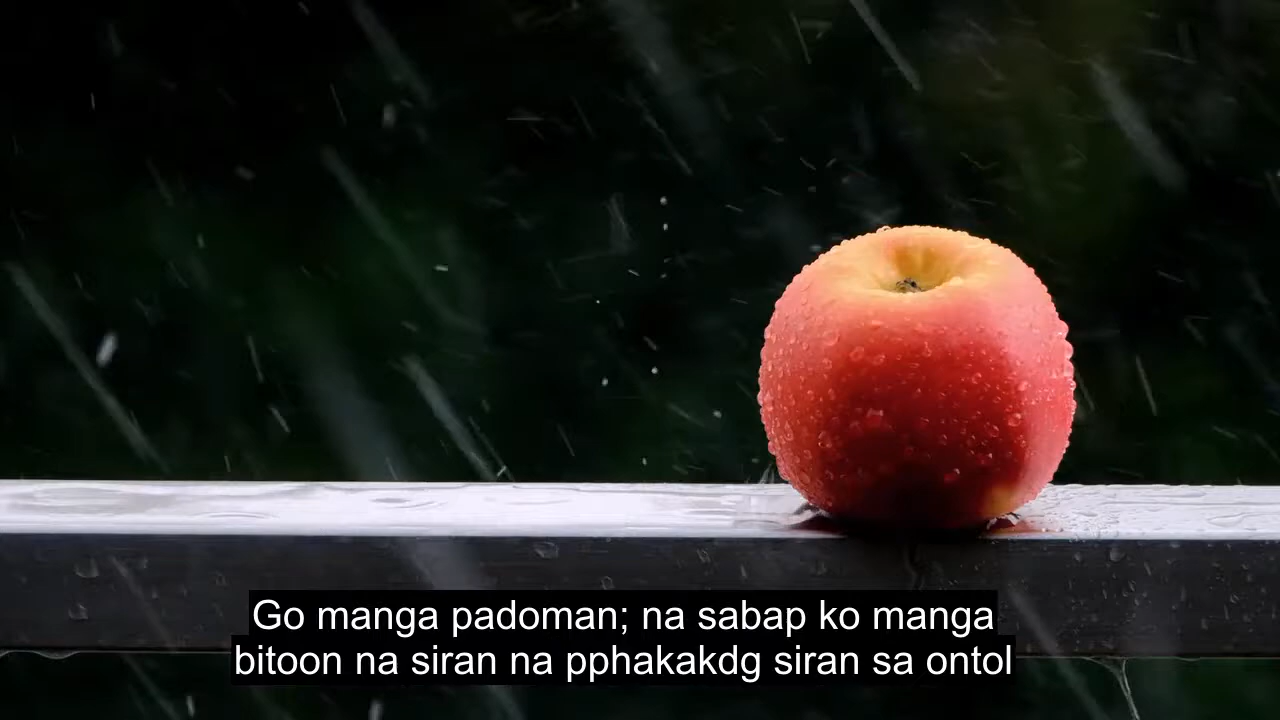 Go manga padoman; na sabap ko manga
bitoon na siran na pphakakdg siran sa ontol